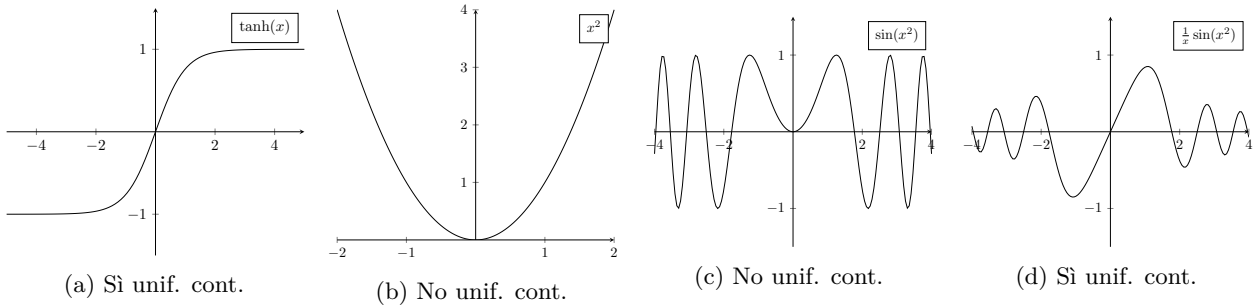 tanh(x)
1
−4 −2 2 4
−1
(a) Sì unif. cont.
x²
4
3
2
1
−2 −1 1 2
(b) No unif. cont.
sin(x²)
1
−4 −2 2 4
−1
(c) No unif. cont.
1/x sin(x²)
1
−4 −2 2 4
−1
(d) Sì unif. cont.